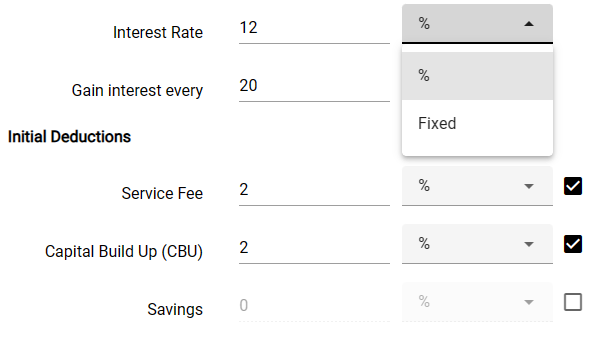 Interest Rate 12 %
%
Gain interest every 20
Fixed
Initial Deductions
Service Fee 2 %
Capital Build Up (CBU) 2 %
Savings 0 %